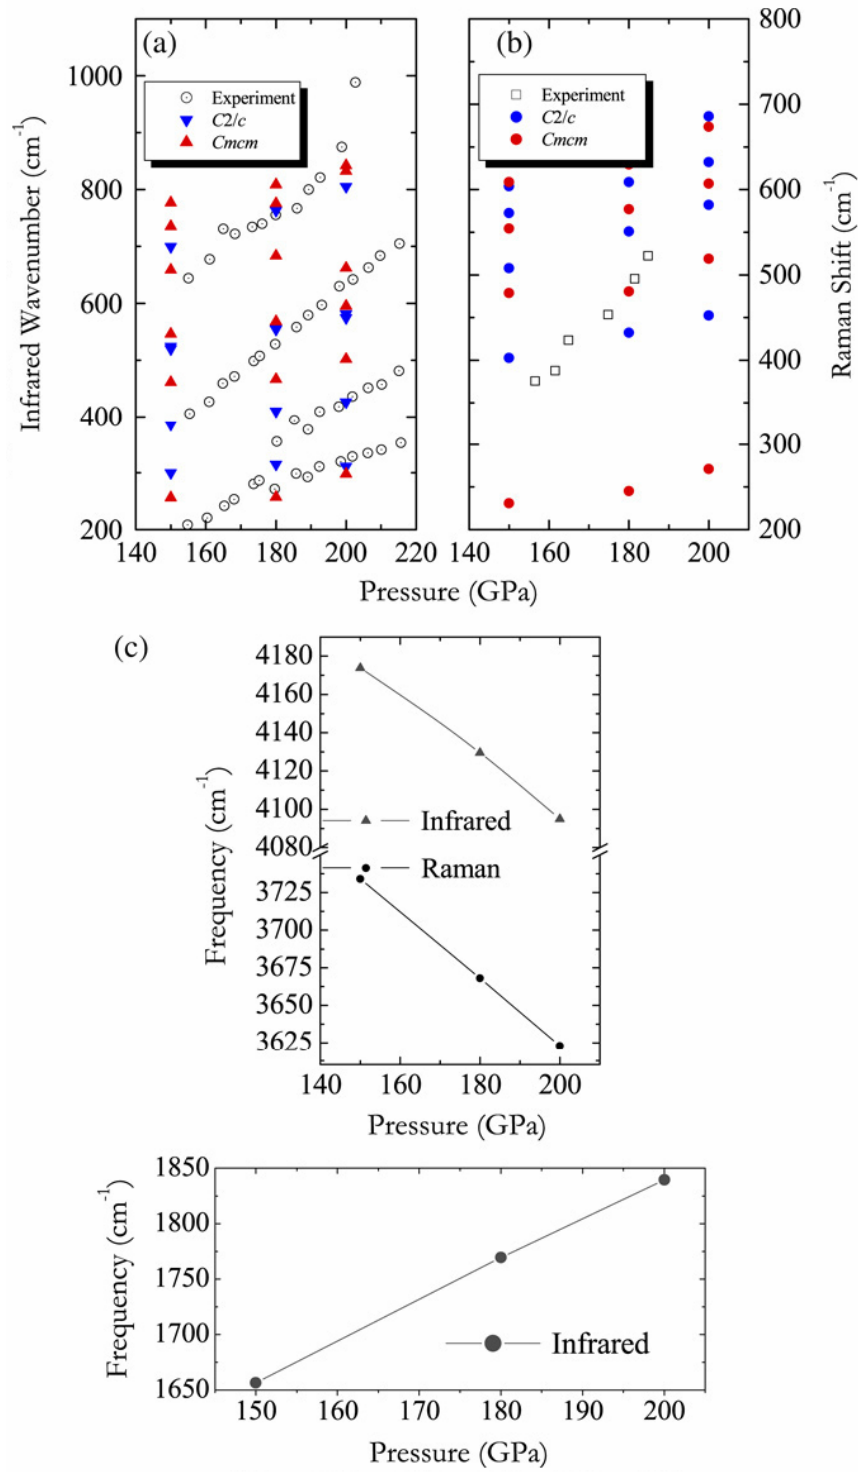 (a)
Infrared Wavenumber (cm-1)
1000
800
600
400
200
Experiment
C2/c
Cmcm
140 160 180 200 220
(b)
Raman Shift (cm-1)
800
700
600
500
400
300
200
Experiment
C2/c
Cmcm
140 160 180 200
Pressure (GPa)
(c)
Frequency (cm-1)
4180
4160
4140
4120
4100
4080
3725
3700
3675
3650
3625
Infrared
Raman
140 160 180 200
Pressure (GPa)
Frequency (cm-1)
1850
1800
1750
1700
1650
Infrared
150 160 170 180 190 200
Pressure (GPa)